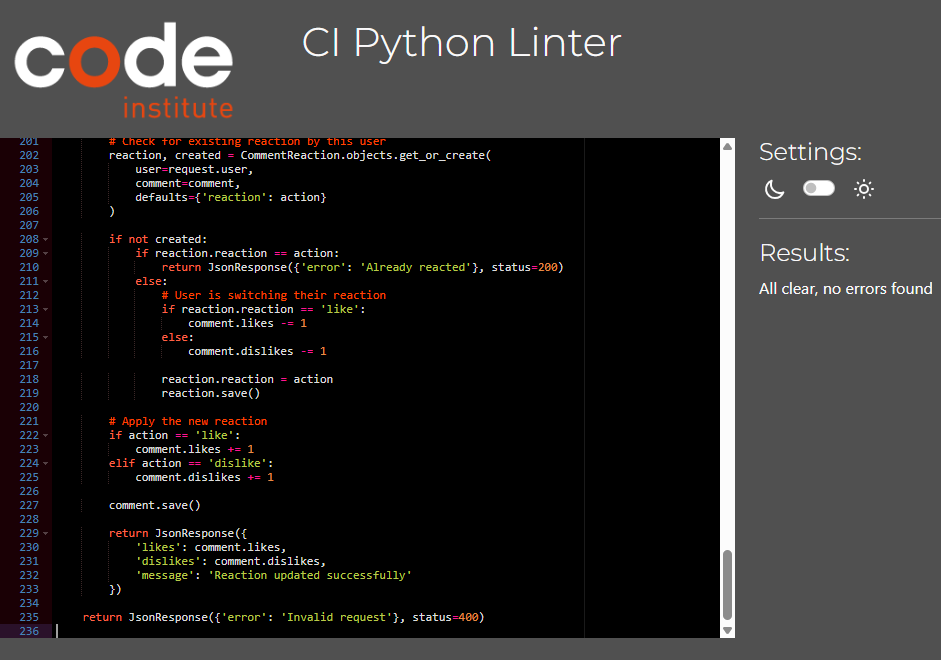 code
institute
CI Python Linter
201 # Check for existing reaction by this user
202 reaction, created = CommentReaction.objects.get_or_create(
203 user=request.user,
204 comment=comment,
205 defaults={'reaction': action}
206 )
207
208 if not created:
209 if reaction.reaction == action:
210 return JsonResponse({'error': 'Already reacted'}, status=200)
211 else:
212 # User is switching their reaction
213 if reaction.reaction == 'like':
214 comment.likes -= 1
215 else:
216 comment.dislikes -= 1
217
218 reaction.reaction = action
219 reaction.save()
220
221 # Apply the new reaction
222 if action == 'like':
223 comment.likes += 1
224 elif action == 'dislike':
225 comment.dislikes += 1
226
227 comment.save()
228
229 return JsonResponse({
230 'likes': comment.likes,
231 'dislikes': comment.dislikes,
232 'message': 'Reaction updated successfully'
233 })
234
235 return JsonResponse({'error': 'Invalid request'}, status=400)
236
Settings:
Results:
All clear, no errors found